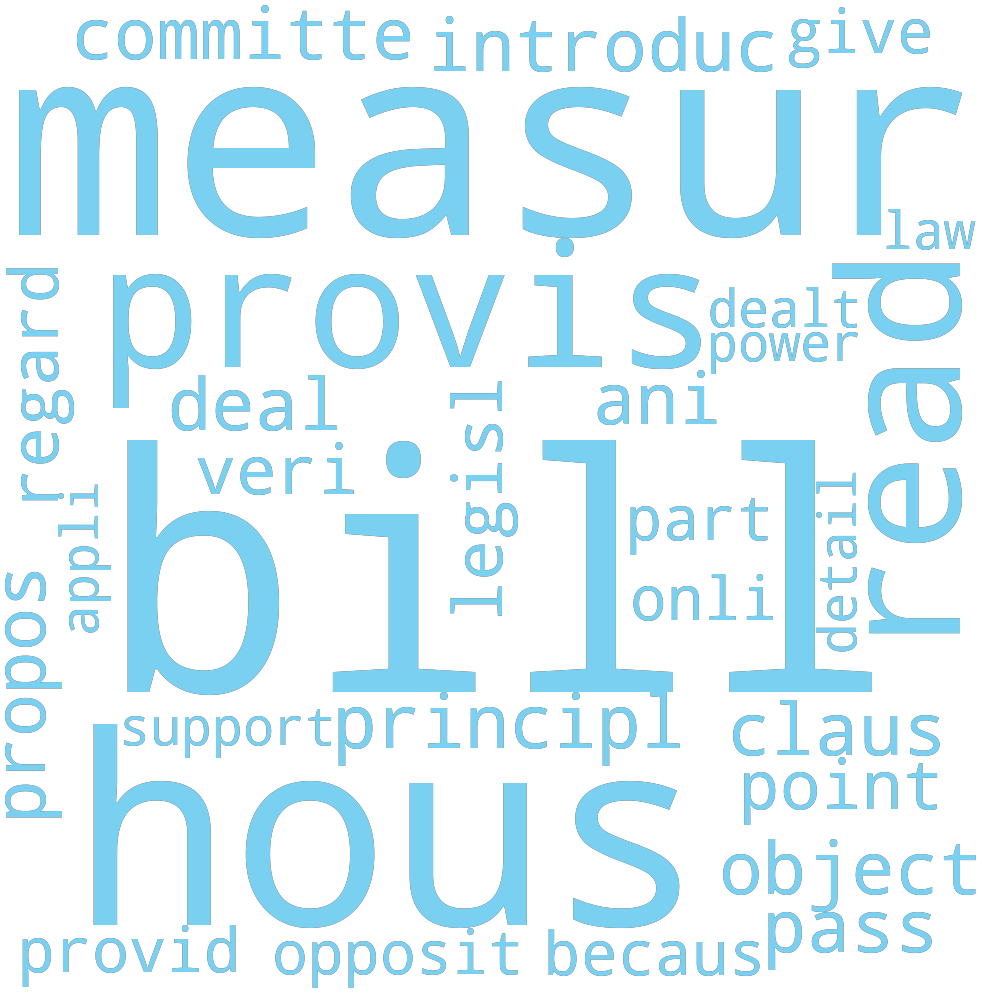 committe
introduc
give
measur
law
provis
read
regard
dealt
power
deal
ani
legisl
veri
bill
part
detail
appli
onli
propos
support
principl
claus
hous
point
object
pass
provid
opposit
becaus